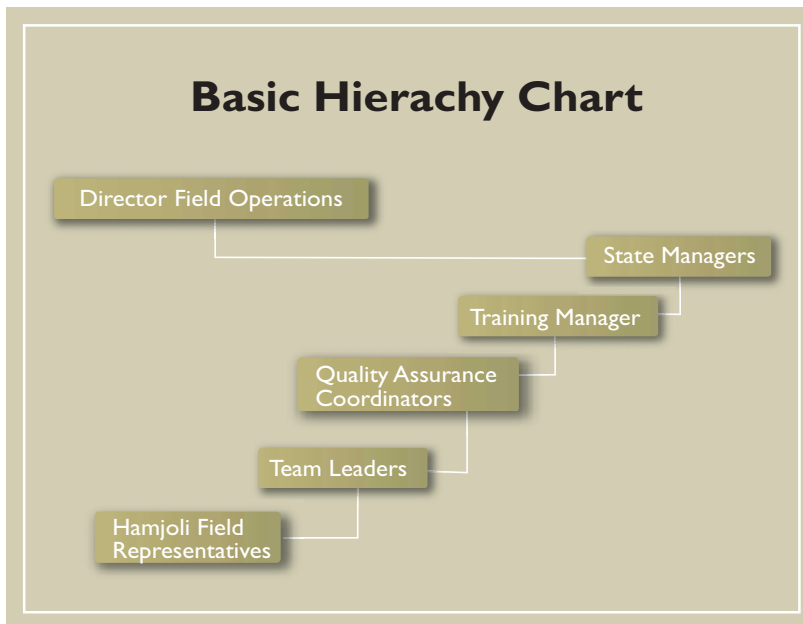 Basic Hierachy Chart
Director Field Operations
State Managers
Training Manager
Quality Assurance
Coordinators
Team Leaders
Hamjoli Field
Representatives